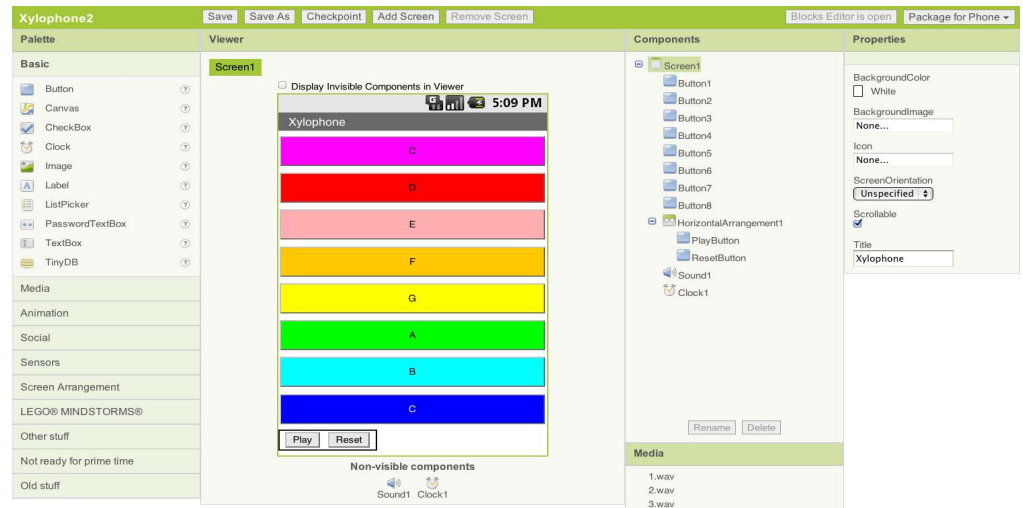 Xylophone2
Save
Save As
Checkpoint
Add Screen
Remove Screen
Blocks Editor is open
Package for Phone
Palette
Basic
Button
Canvas
CheckBox
Clock
Image
Label
ListPicker
PasswordTextBox
TextBox
TinyDB
Media
Animation
Social
Sensors
Screen Arrangement
LEGO® MINDSTORMS®
Other stuff
Not ready for prime time
Old stuff
Viewer
Screen1
Display Invisible Components in Viewer
5:09 PM
Xylophone
C
D
E
F
G
A
B
C
Play
Reset
Non-visible components
Sound1
Clock1
Components
Screen1
Button1
Button2
Button3
Button4
Button5
Button6
Button7
Button8
HorizontalArrangement1
PlayButton
ResetButton
Sound1
Clock1
Rename
Delete
Media
1.wav
2.wav
3.wav
Properties
BackgroundColor
White
BackgroundImage
None...
Icon
None...
ScreenOrientation
Unspecified
Scrollable
Title
Xylophone